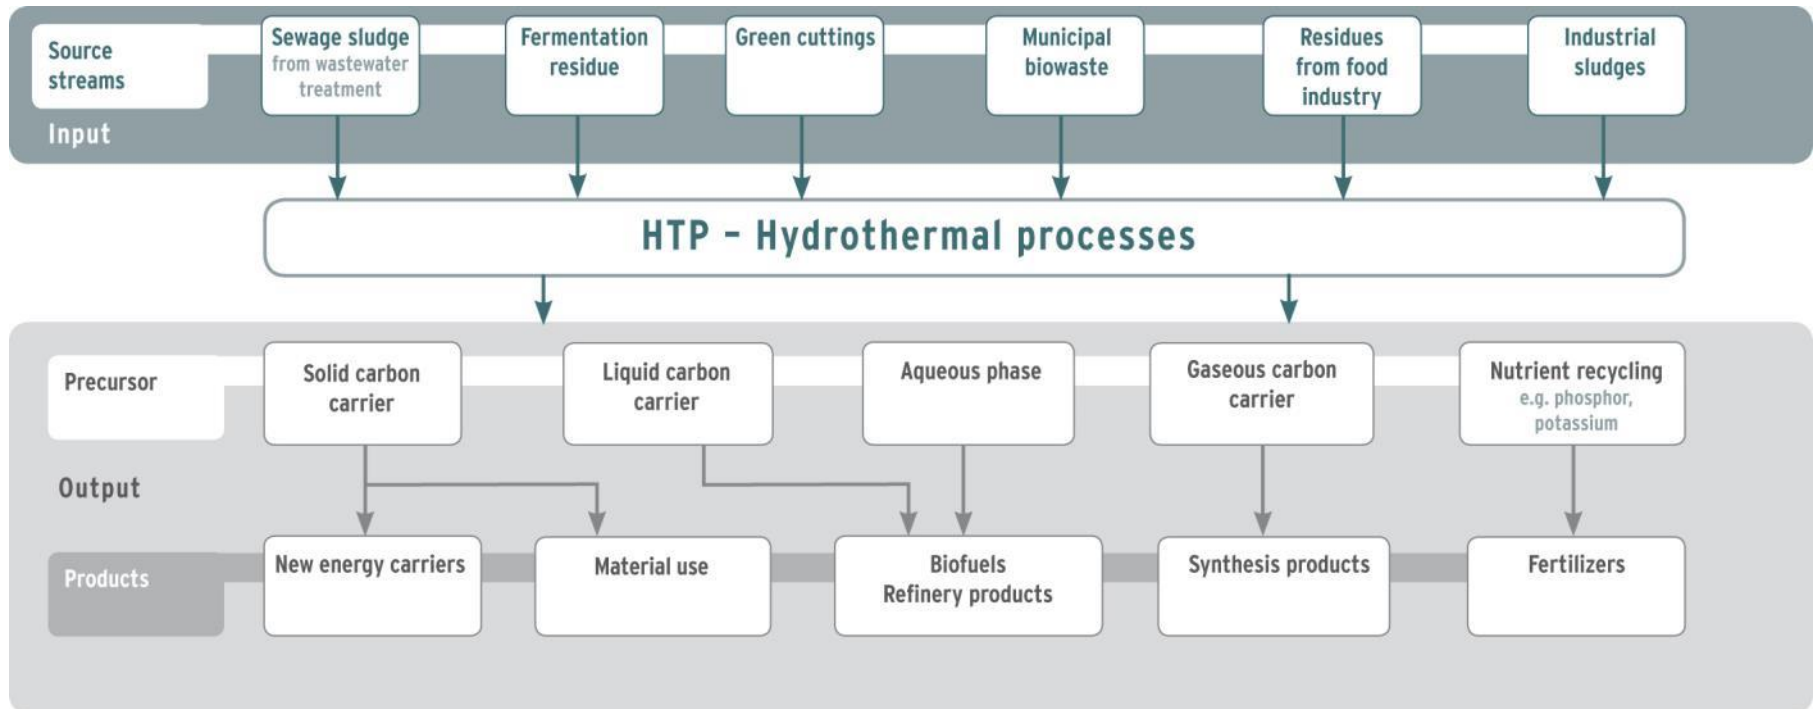 Source
streams
Sewage sludge
from wastewater
treatment
Fermentation
residue
Green cuttings
Municipal
biowaste
Residues
from food
industry
Industrial
sludges
Input
HTP – Hydrothermal processes
Precursor
Solid carbon
carrier
Liquid carbon
carrier
Aqueous phase
Gaseous carbon
carrier
Nutrient recycling
e.g. phosphor,
potassium
Output
Products
New energy carriers
Material use
Biofuels
Refinery products
Synthesis products
Fertilizers